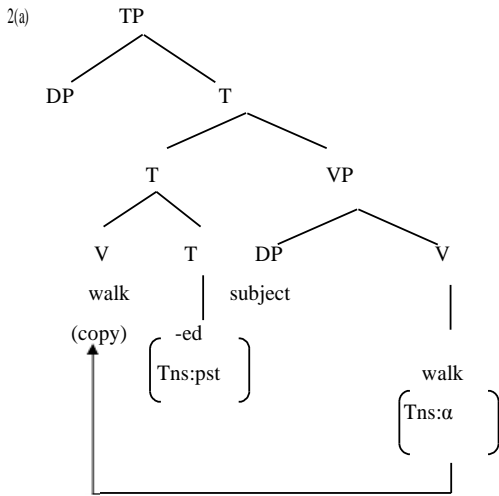 2(a) TP
DP T
T VP
V T DP V
walk subject
(copy) -ed
Tns:pst walk
Tns:α